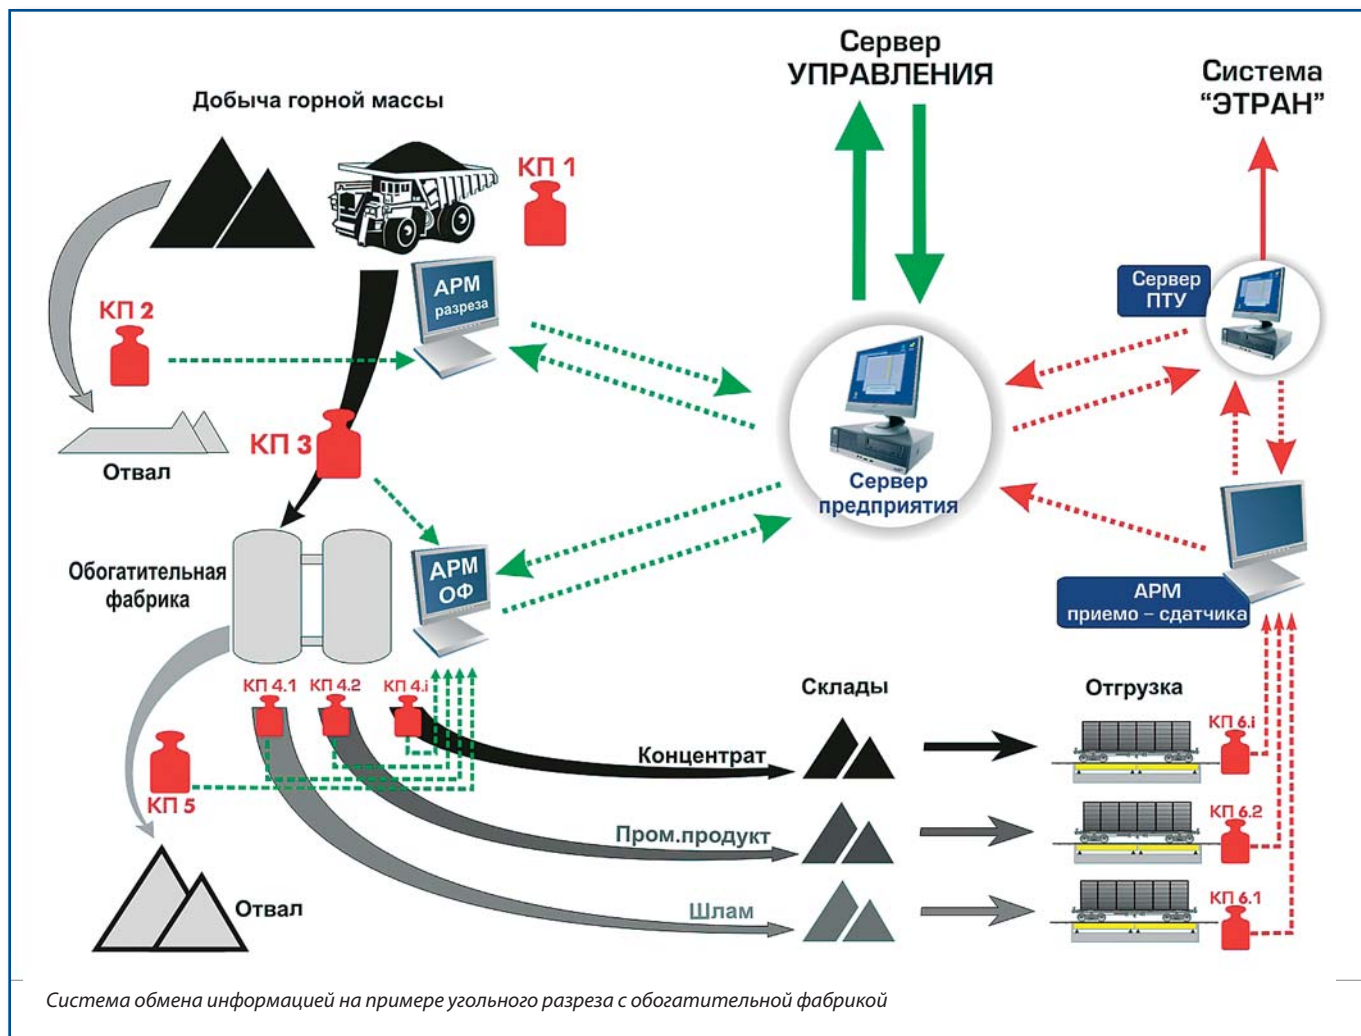 Сервер
УПРАВЛЕНИЯ
Система
"ЭТРАН"
Добыча горной массы
КП 1
АРМ
разреза
Сервер
ПТУ
КП 2
КП 3
Отвал
Сервер
предприятия
Обогатительная
фабрика
АРМ
ОФ
АРМ
приемо – сдатчика
КП 4.1
КП 4.2
КП 4.i
Склады
Отгрузка
КП 6.i
Концентрат
КП 5
КП 6.2
Пром.продукт
КП 6.1
Отвал
Шлам
Система обмена информацией на примере угольного разреза с обогатительной фабрикой